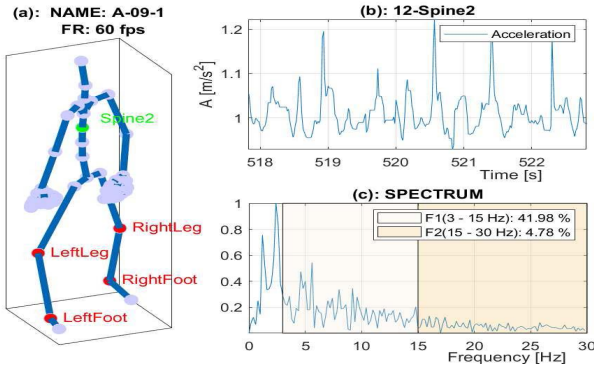 (a): NAME: A-09-1
FR: 60 fps
Spine2
RightLeg
LeftLeg
RightFoot
LeftFoot
(b): 12-Spine2
Acceleration
A [m/s²]
1.2
1.1
1
518
519
520
521
522
Time [s]
(c): SPECTRUM
F1(3 - 15 Hz): 41.98 %
F2(15 - 30 Hz): 4.78 %
1
0.8
0.6
0.4
0.2
0
5
10
15
20
25
30
Frequency [Hz]